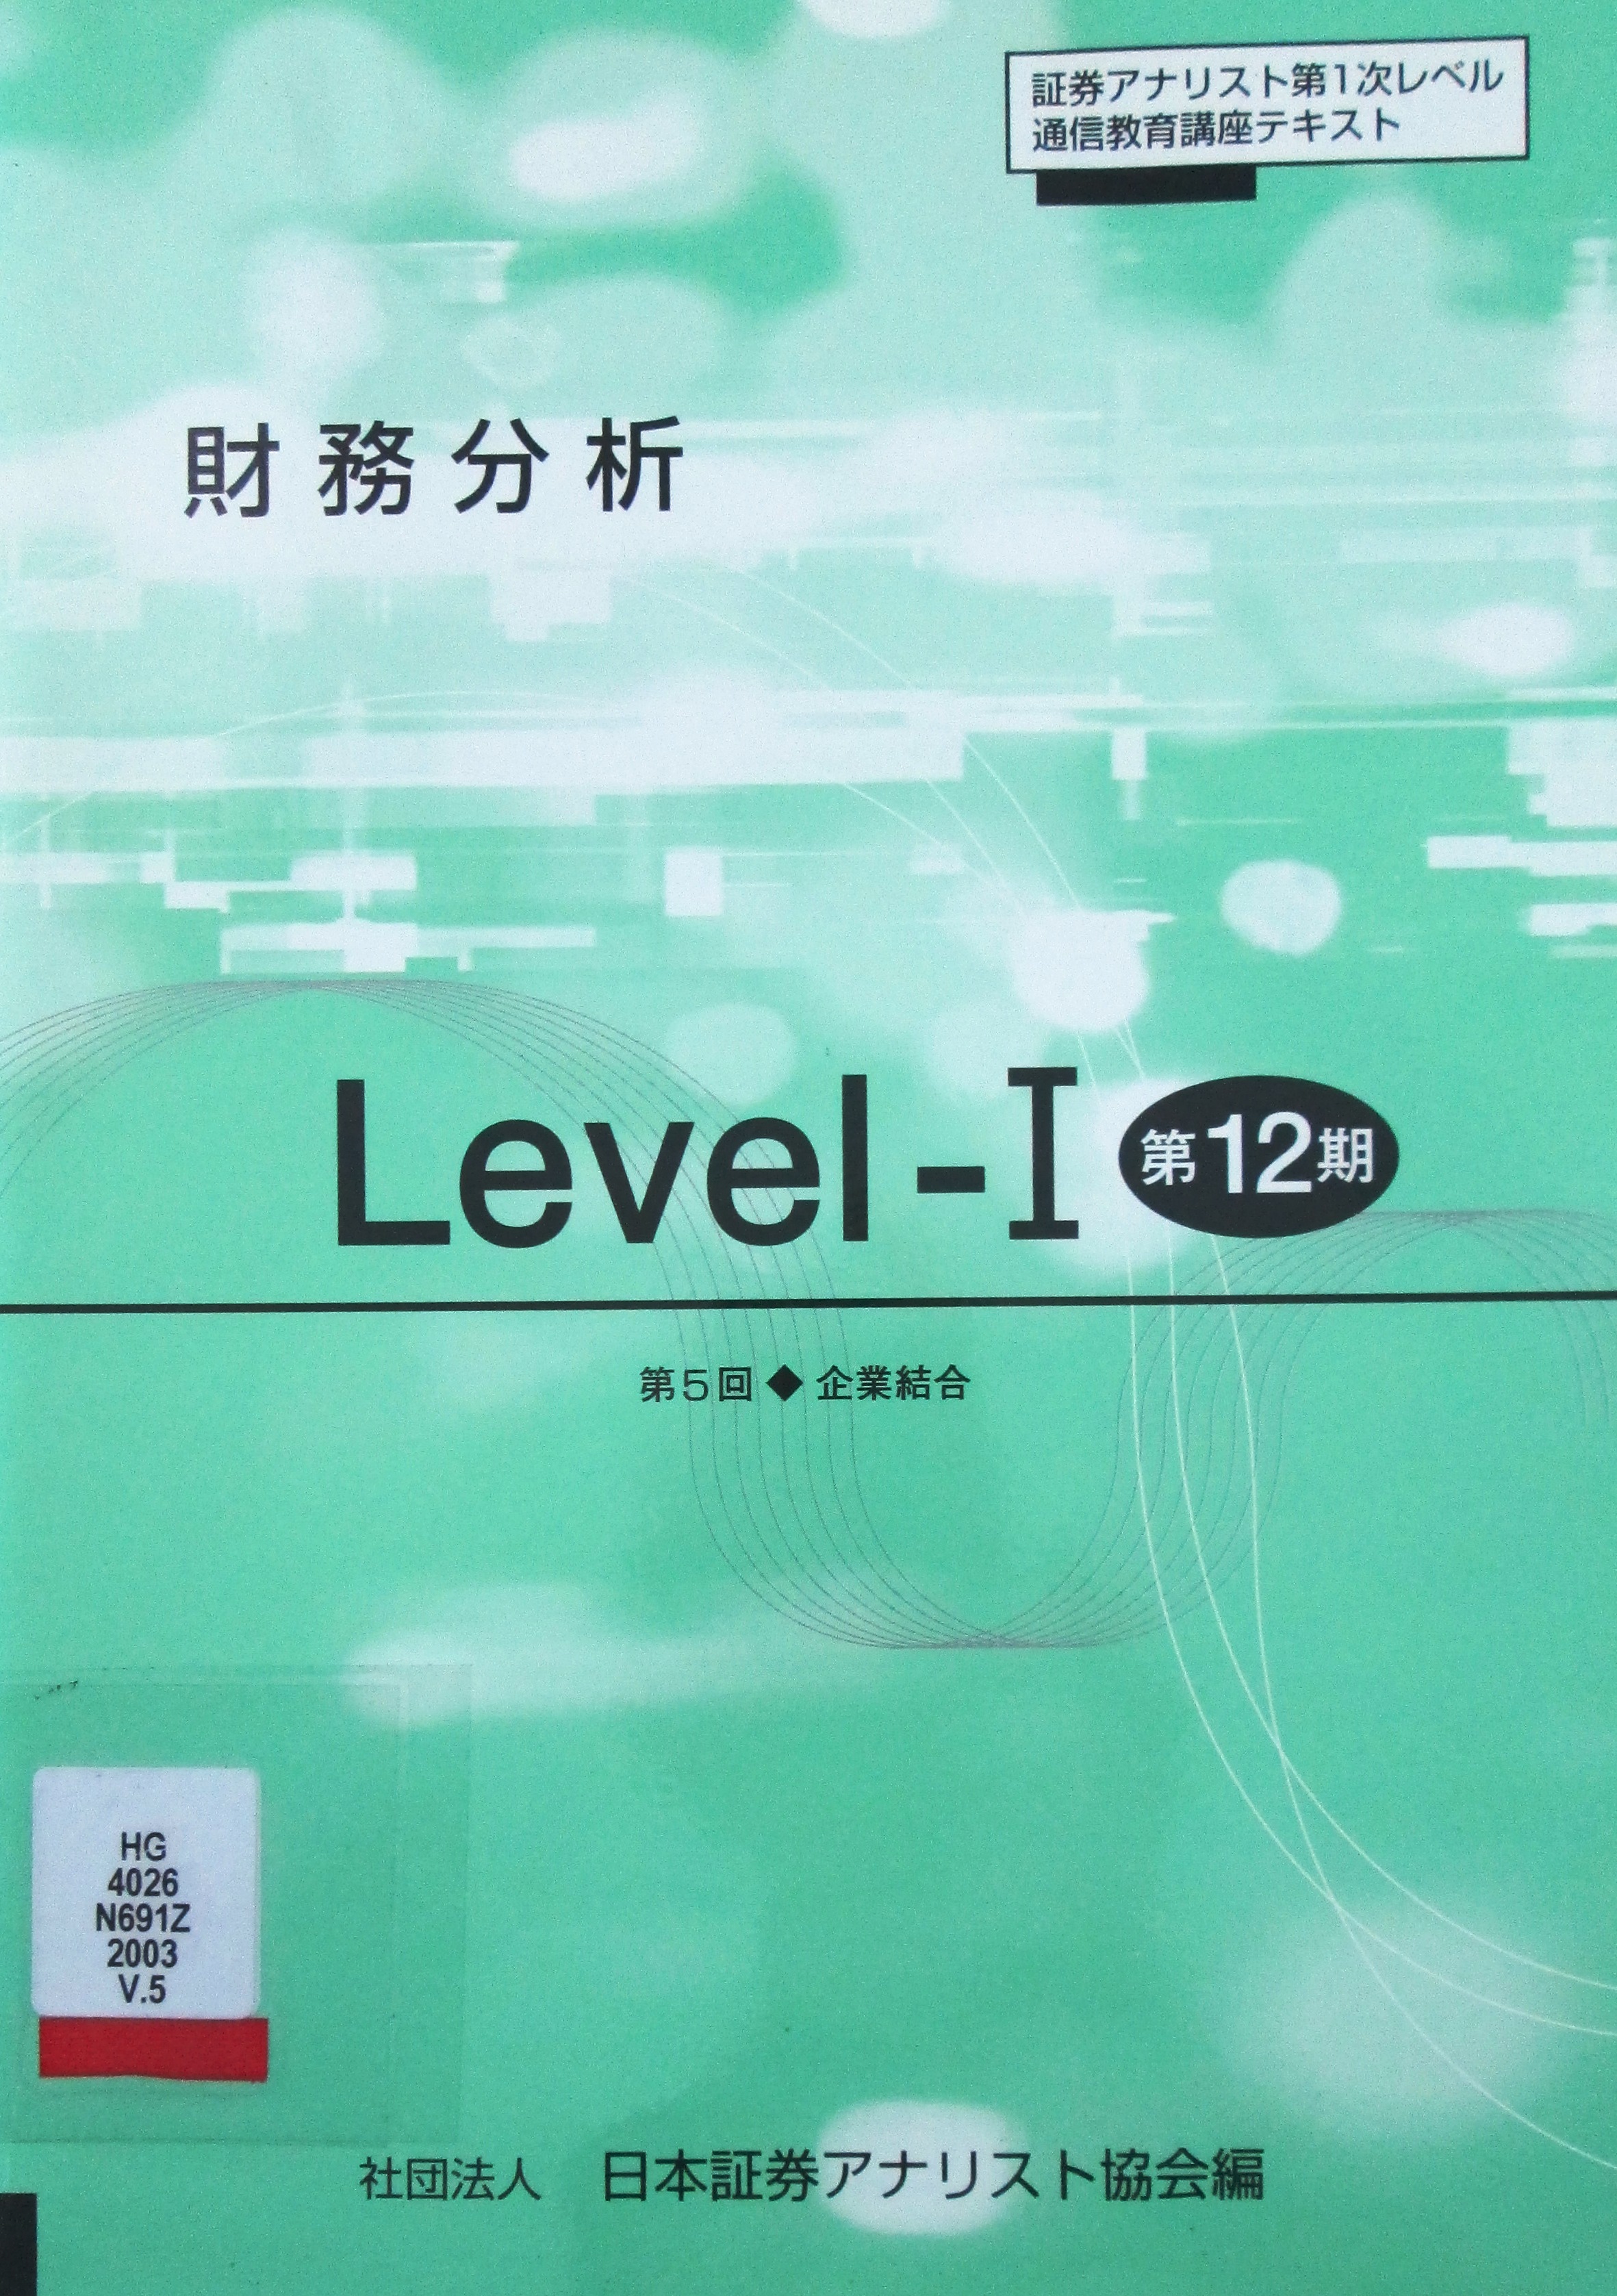 証券アナリスト第1次レベル
通信教育講座テキスト
財務分析
Level-I 第12期
第5回◆企業結合
HG
4026
N691Z
2003
V.5
社団法人 日本証券アナリスト協会編